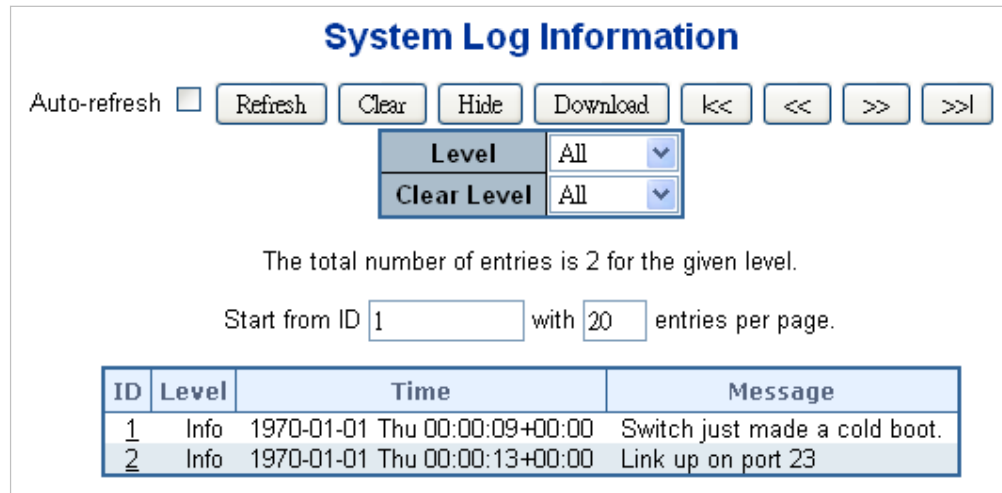 System Log Information
Auto-refresh Refresh Clear Hide Download |<< << >> >>|
Level All
Clear Level All
The total number of entries is 2 for the given level.
Start from ID 1 with 20 entries per page.
ID Level Time Message
1 Info 1970-01-01 Thu 00:00:09+00:00 Switch just made a cold boot.
2 Info 1970-01-01 Thu 00:00:13+00:00 Link up on port 23